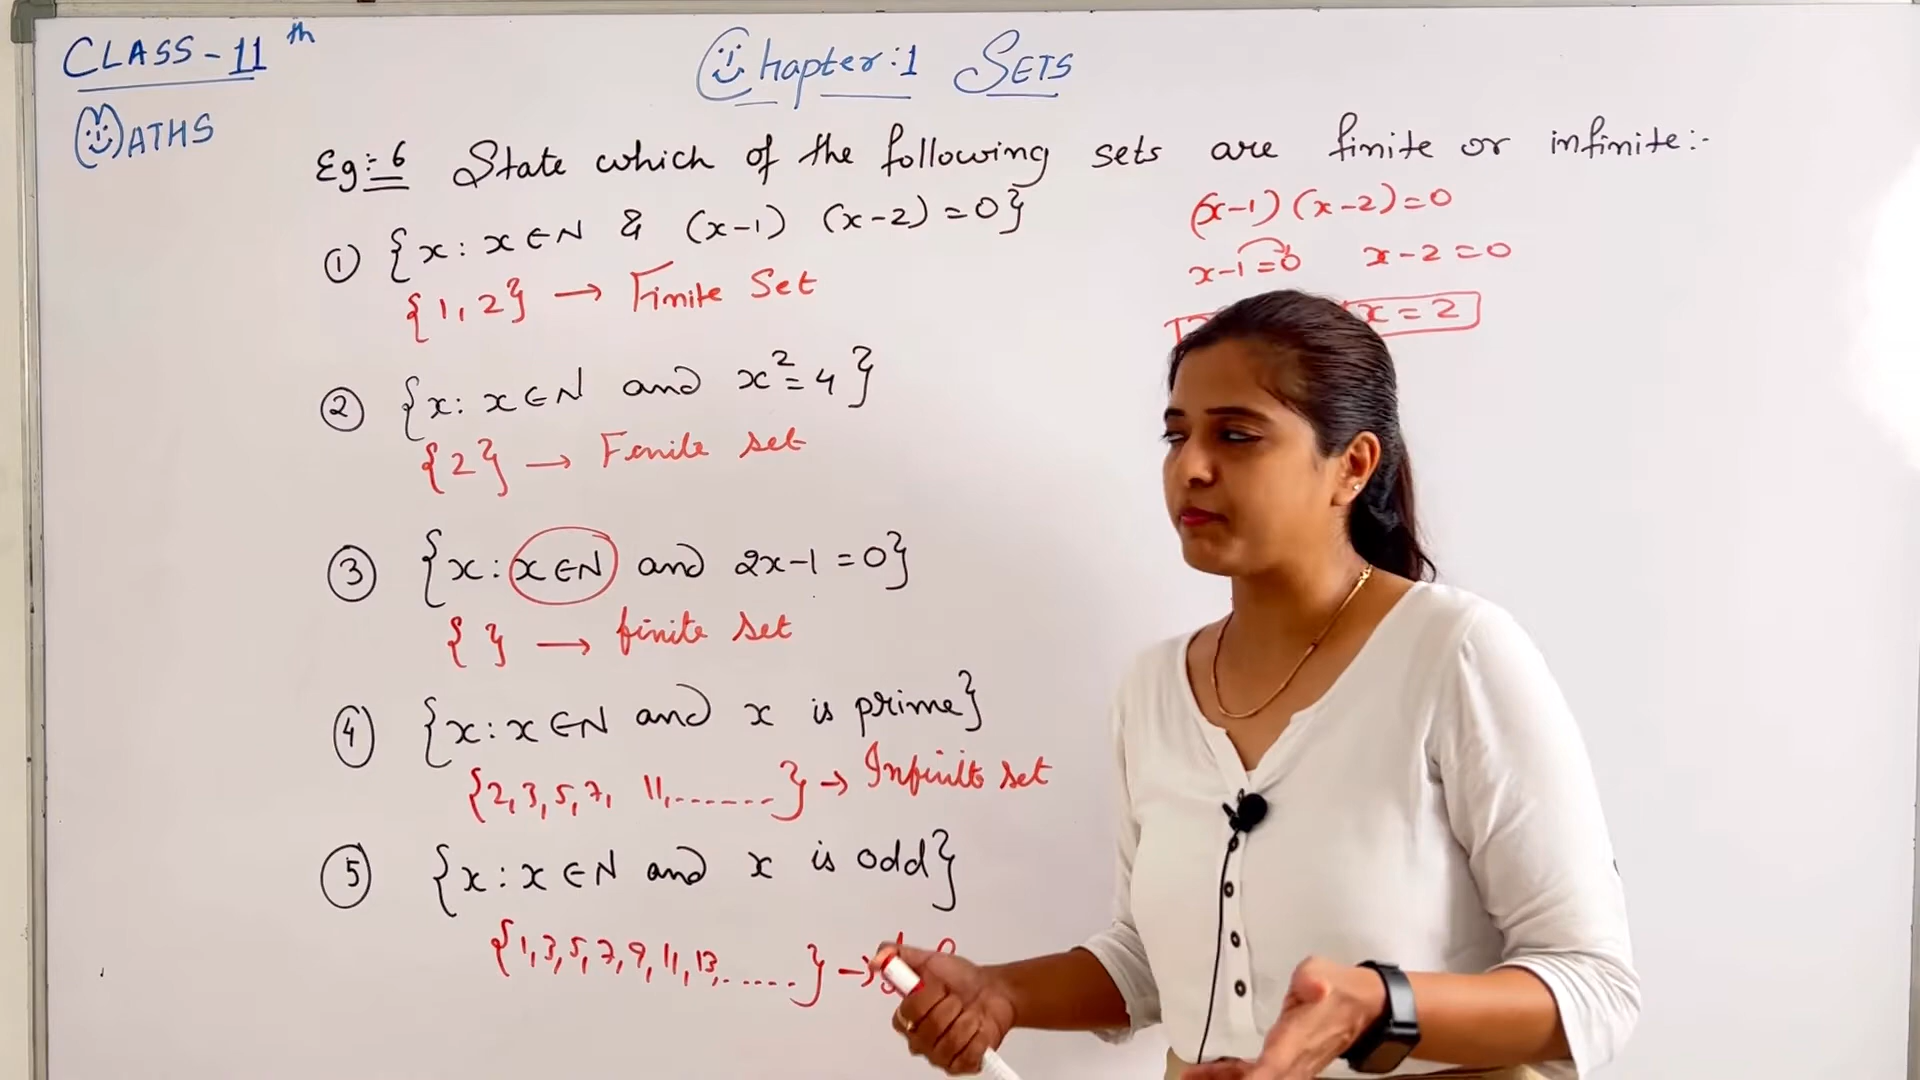 CLASS-11th
MATHS
Chapter:1 SETS
Eg:-6 State which of the following sets are finite or infinite:-
① {x: x∈N & (x-1) (x-2)=0}
{1,2} → Finite Set
② {x: x∈N and x²=4}
{2} → Finite set
③ {x: x∈N and 2x-1=0}
{ } → finite set
④ {x: x∈N and x is prime}
{2,3,5,7, 11,.......} → Infinite set
⑤ {x: x∈N and x is odd}
{1,3,5,7,9,11,13,......} →
(x-1)(x-2)=0
x-1=0 x-2=0
x=2